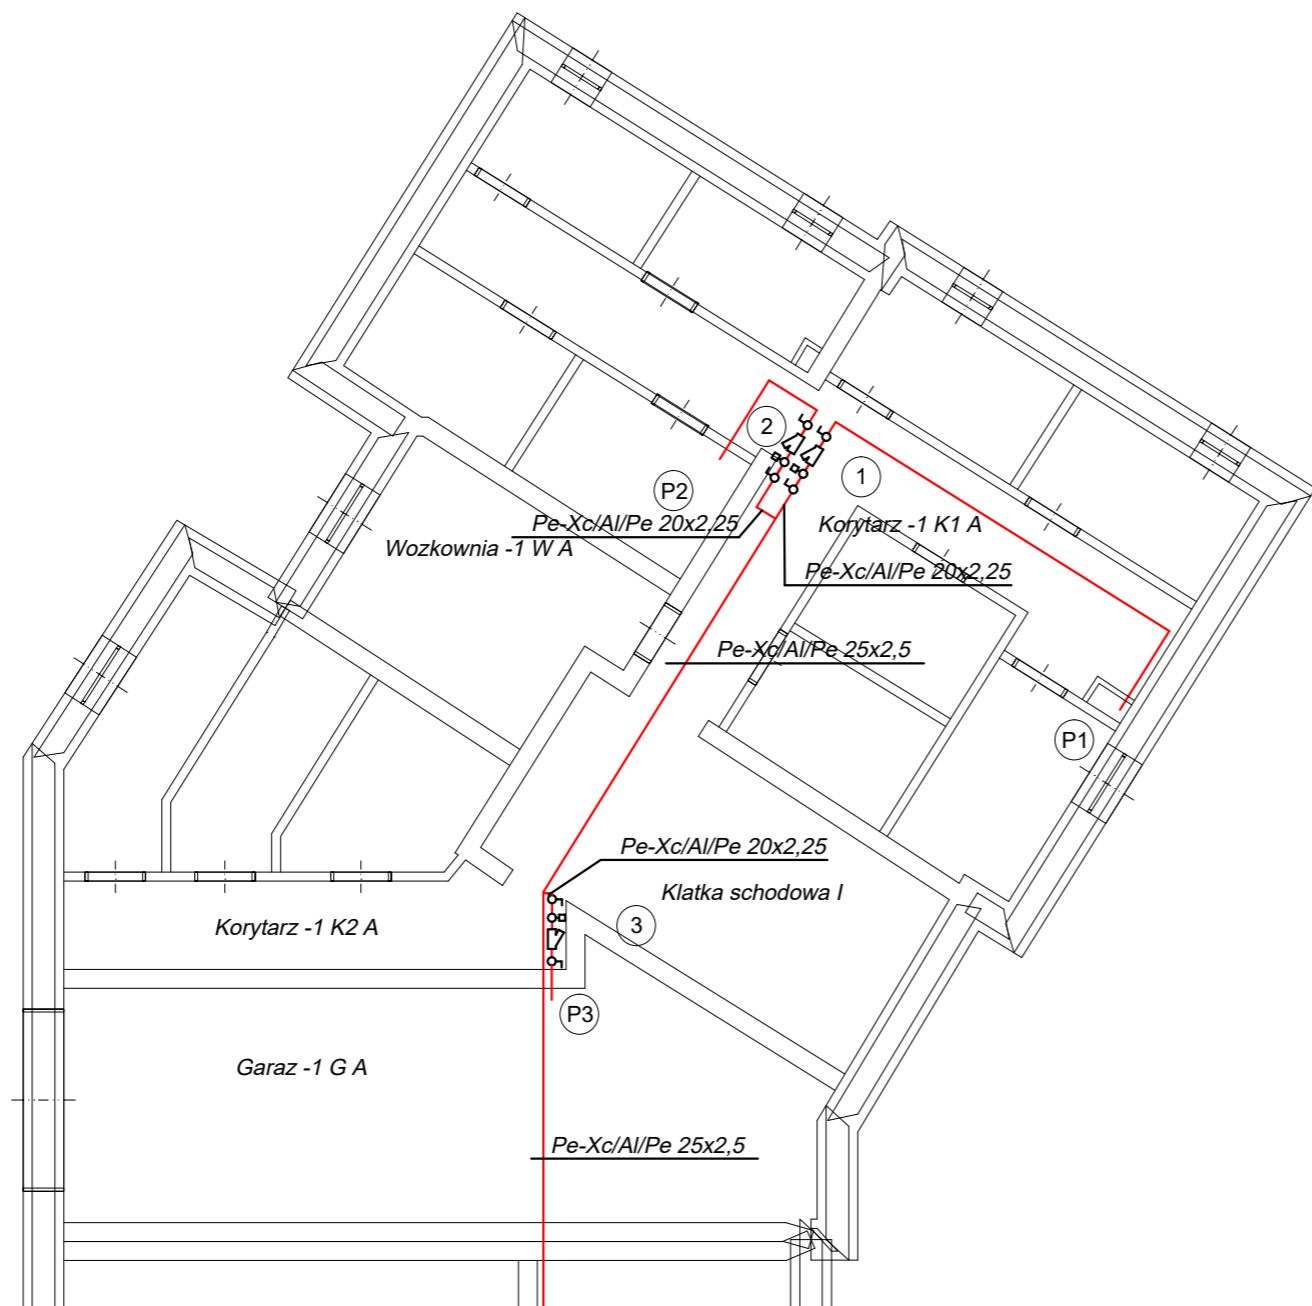 2
1
P2
Pe-Xc/Al/Pe 20x2,25
Korytarz -1 K1 A
Wozkownia -1 W A
Pe-Xc/Al/Pe 20x2,25
Pe-Xc/Al/Pe 25x2,5
P1
Pe-Xc/Al/Pe 20x2,25
Klatka schodowa I
Korytarz -1 K2 A
3
P3
Garaz -1 G A
Pe-Xc/Al/Pe 25x2,5